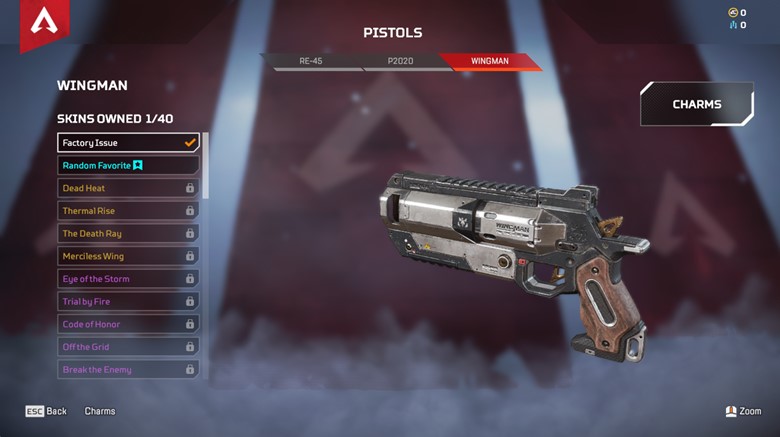 PISTOLS
0
0
RE-45
P2020
WINGMAN
WINGMAN
SKINS OWNED 1/40
CHARMS
Factory Issue
Random Favorite
Dead Heat
Thermal Rise
The Death Ray
Merciless Wing
Eye of the Storm
Trial by Fire
Code of Honor
Off the Grid
Break the Enemy
WINGMAN
ESC Back
Charms
Zoom